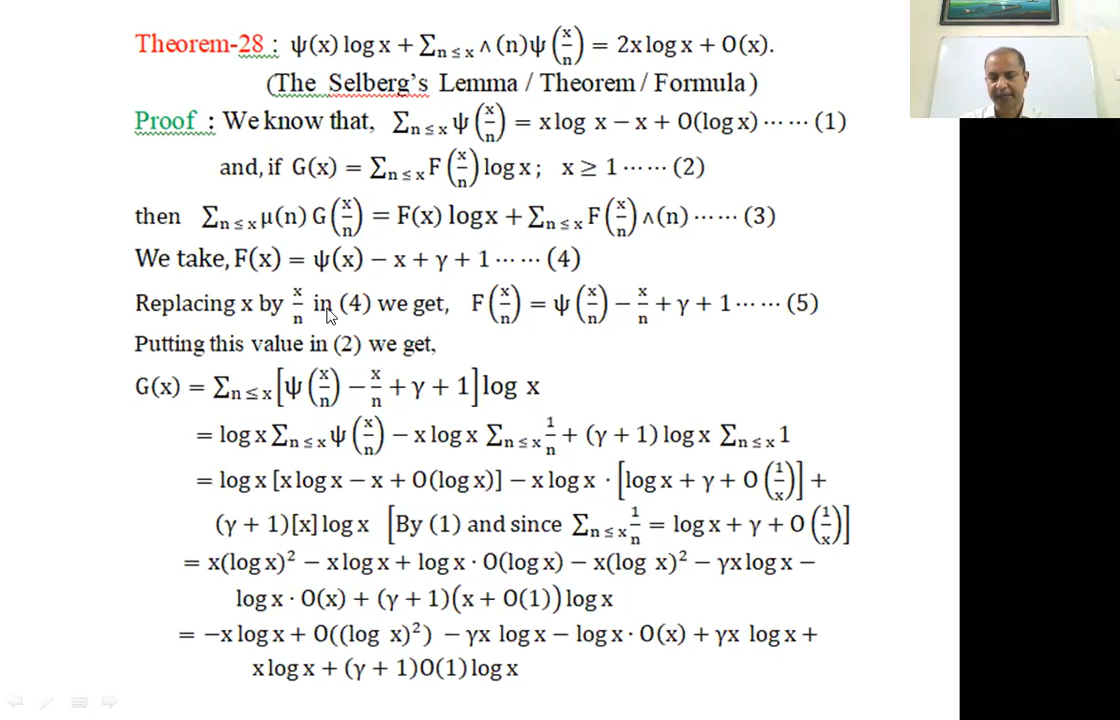 Theorem-28 : ψ(x) log x + ∑n ≤ x ʌ (n)ψ (x/n) = 2x log x + O(x).
(The Selberg's Lemma / Theorem / Formula)
Proof : We know that, ∑n ≤ x ψ (x/n) = x log x − x + O(log x) ⋯⋯ (1)
and, if G(x) = ∑n ≤ x F (x/n) log x ; x ≥ 1 ⋯⋯ (2)
then ∑n ≤ x μ(n) G (x/n) = F(x) logx + ∑n ≤ x F (x/n) ʌ(n) ⋯⋯ (3)
We take, F(x) = ψ(x) − x + γ + 1 ⋯⋯ (4)
Replacing x by x/n in (4) we get, F (x/n) = ψ (x/n) − x/n + γ + 1 ⋯⋯ (5)
Putting this value in (2) we get,
G(x) = ∑n ≤ x [ψ (x/n) − x/n + γ + 1] log x
= log x ∑n ≤ x ψ (x/n) − x log x ∑n ≤ x 1/n + (γ + 1) log x ∑n ≤ x 1
= log x [x log x − x + O(log x)] − x log x · [log x + γ + O (1/x)] +
(γ + 1)[x] log x [By (1) and since ∑n ≤ x 1/n = log x + γ + O (1/x)]
= x(log x)² − x log x + log x · O(log x) − x(log x)² − γx log x −
log x · O(x) + (γ + 1)(x + O(1)) log x
= −x log x + O((log x)²) − γx log x − log x · O(x) + γx log x +
x log x + (γ + 1)O(1) log x